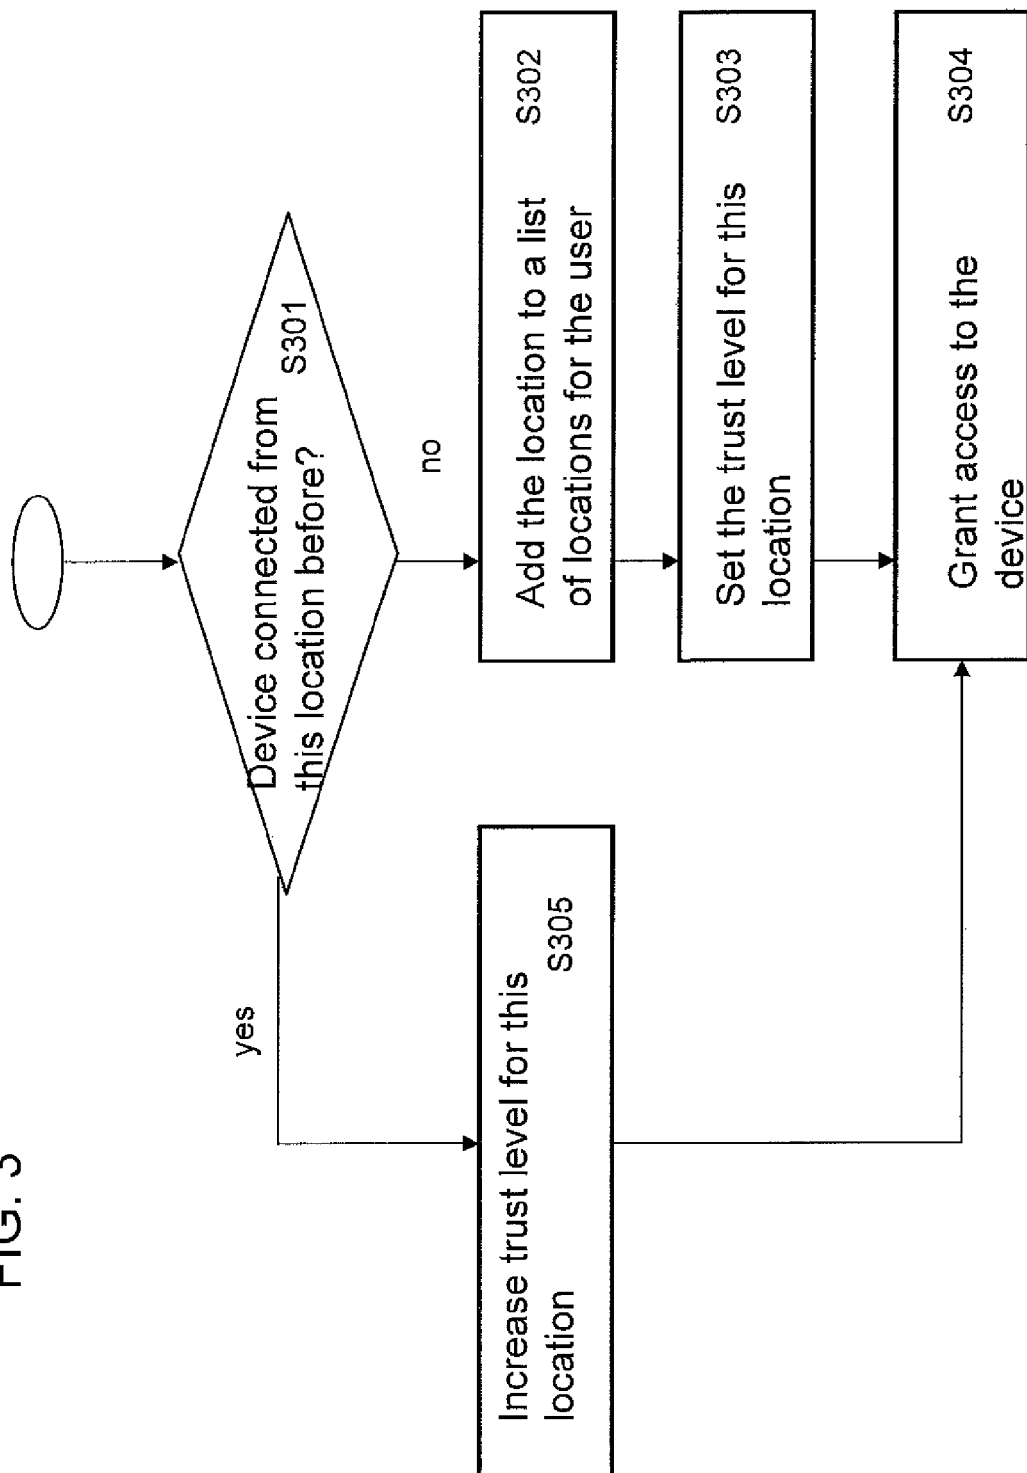 FIG. 3
Device connected from
this location before?
S301
yes
no
Add the location to a list
of locations for the user
S302
Set the trust level for this
location
S303
Grant access to the
device
S304
Increase trust level for this
location
S305